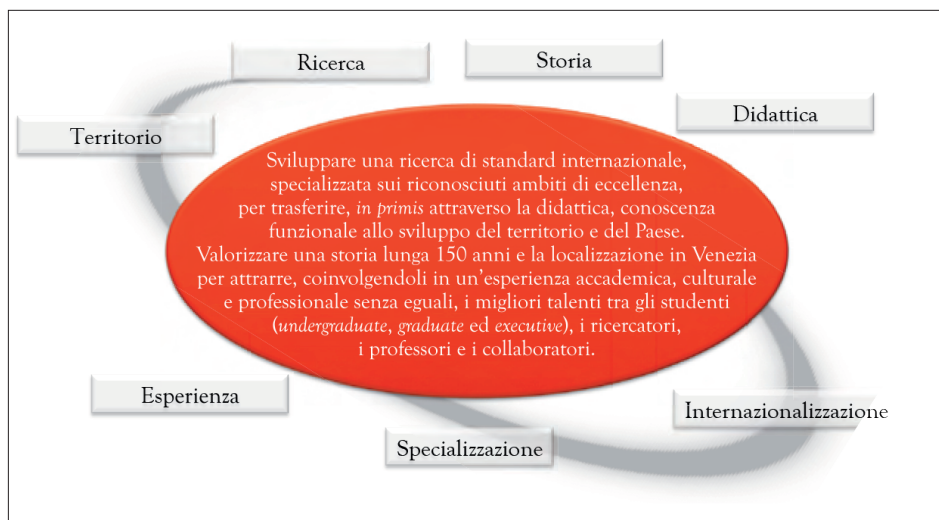 Ricerca
Storia
Didattica
Territorio
Sviluppare una ricerca di standard internazionale,
specializzata sui riconosciuti ambiti di eccellenza,
per trasferire, in primis attraverso la didattica, conoscenza
funzionale allo sviluppo del territorio e del Paese.
Valorizzare una storia lunga 150 anni e la localizzazione in Venezia
per attrarre, coinvolgendoli in un’esperienza accademica, culturale
e professionale senza eguali, i migliori talenti tra gli studenti
(undergraduate, graduate ed executive), i ricercatori,
i professori e i collaboratori.
Esperienza
Internazionalizzazione
Specializzazione